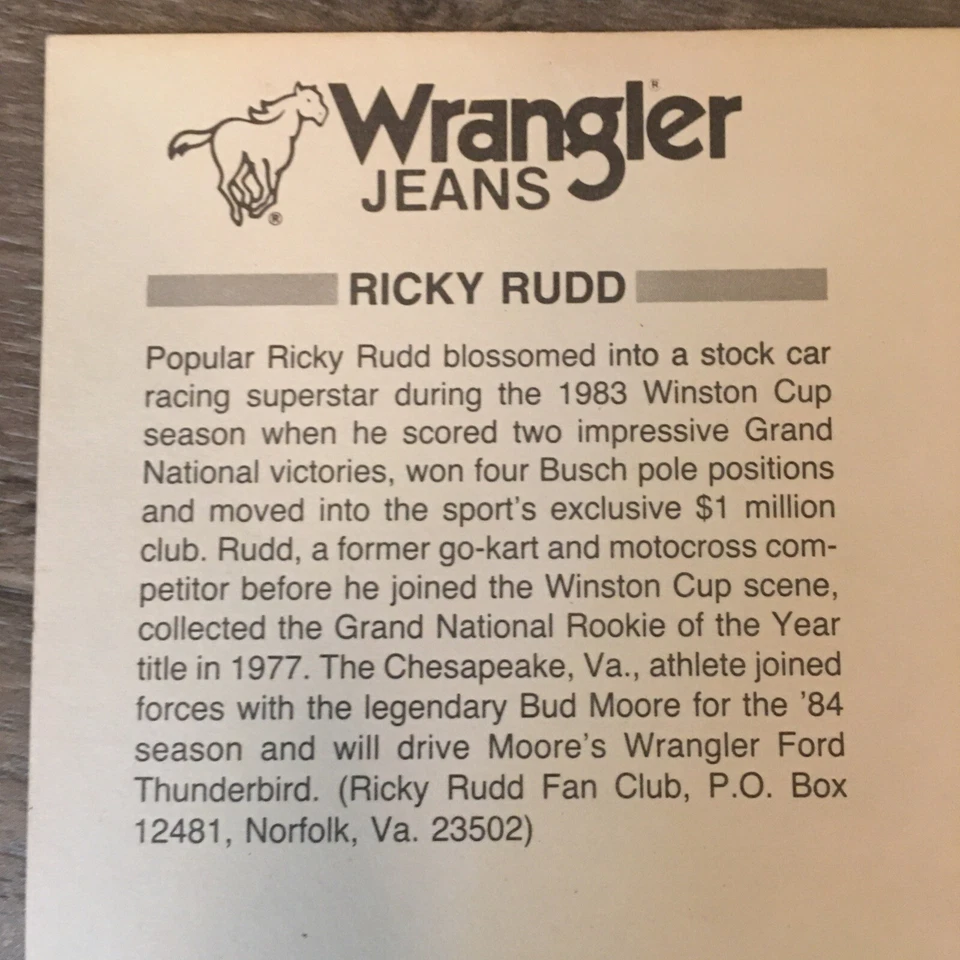 Wrangler®
JEANS
®
RICKY RUDD
Popular Ricky Rudd blossomed into a stock car
racing superstar during the 1983 Winston Cup
season when he scored two impressive Grand
National victories, won four Busch pole positions
and moved into the sport's exclusive $1 million
club. Rudd, a former go-kart and motocross com-
petitor before he joined the Winston Cup scene,
collected the Grand National Rookie of the Year
title in 1977. The Chesapeake, Va., athlete joined
forces with the legendary Bud Moore for the '84
season and will drive Moore's Wrangler Ford
Thunderbird. (Ricky Rudd Fan Club, P.O. Box
12481, Norfolk, Va. 23502)